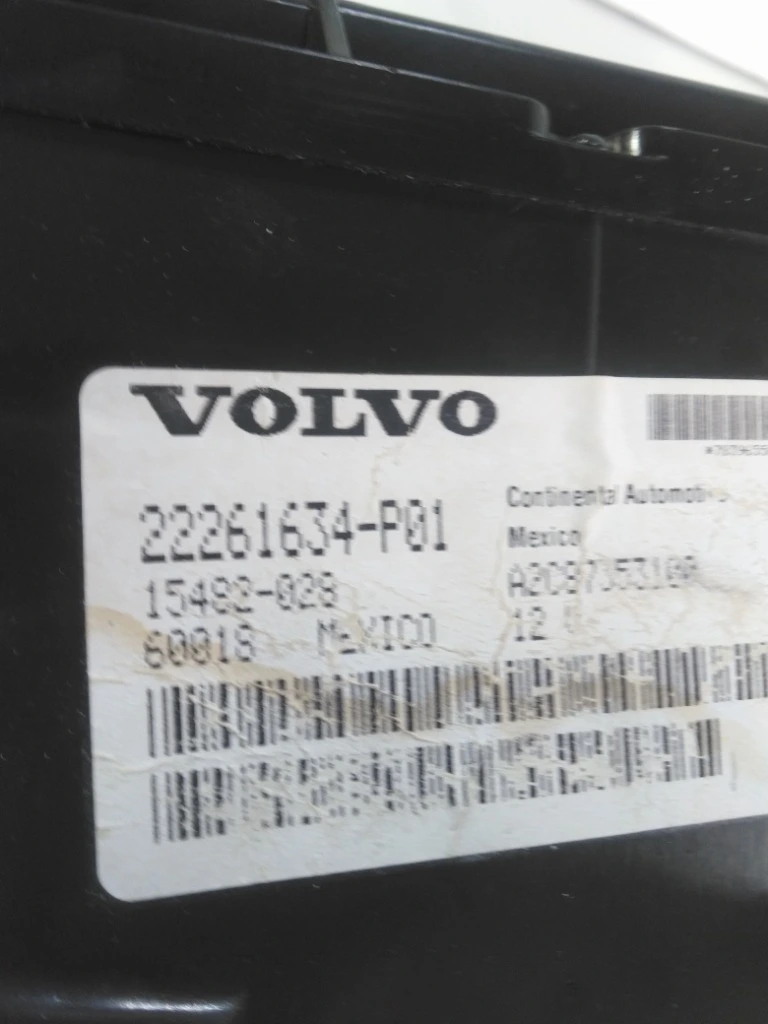 VOLVO
22261634-P01
15482-028
60018 MEXICO
Continental Automotive
Mexico
A2C87353100
12